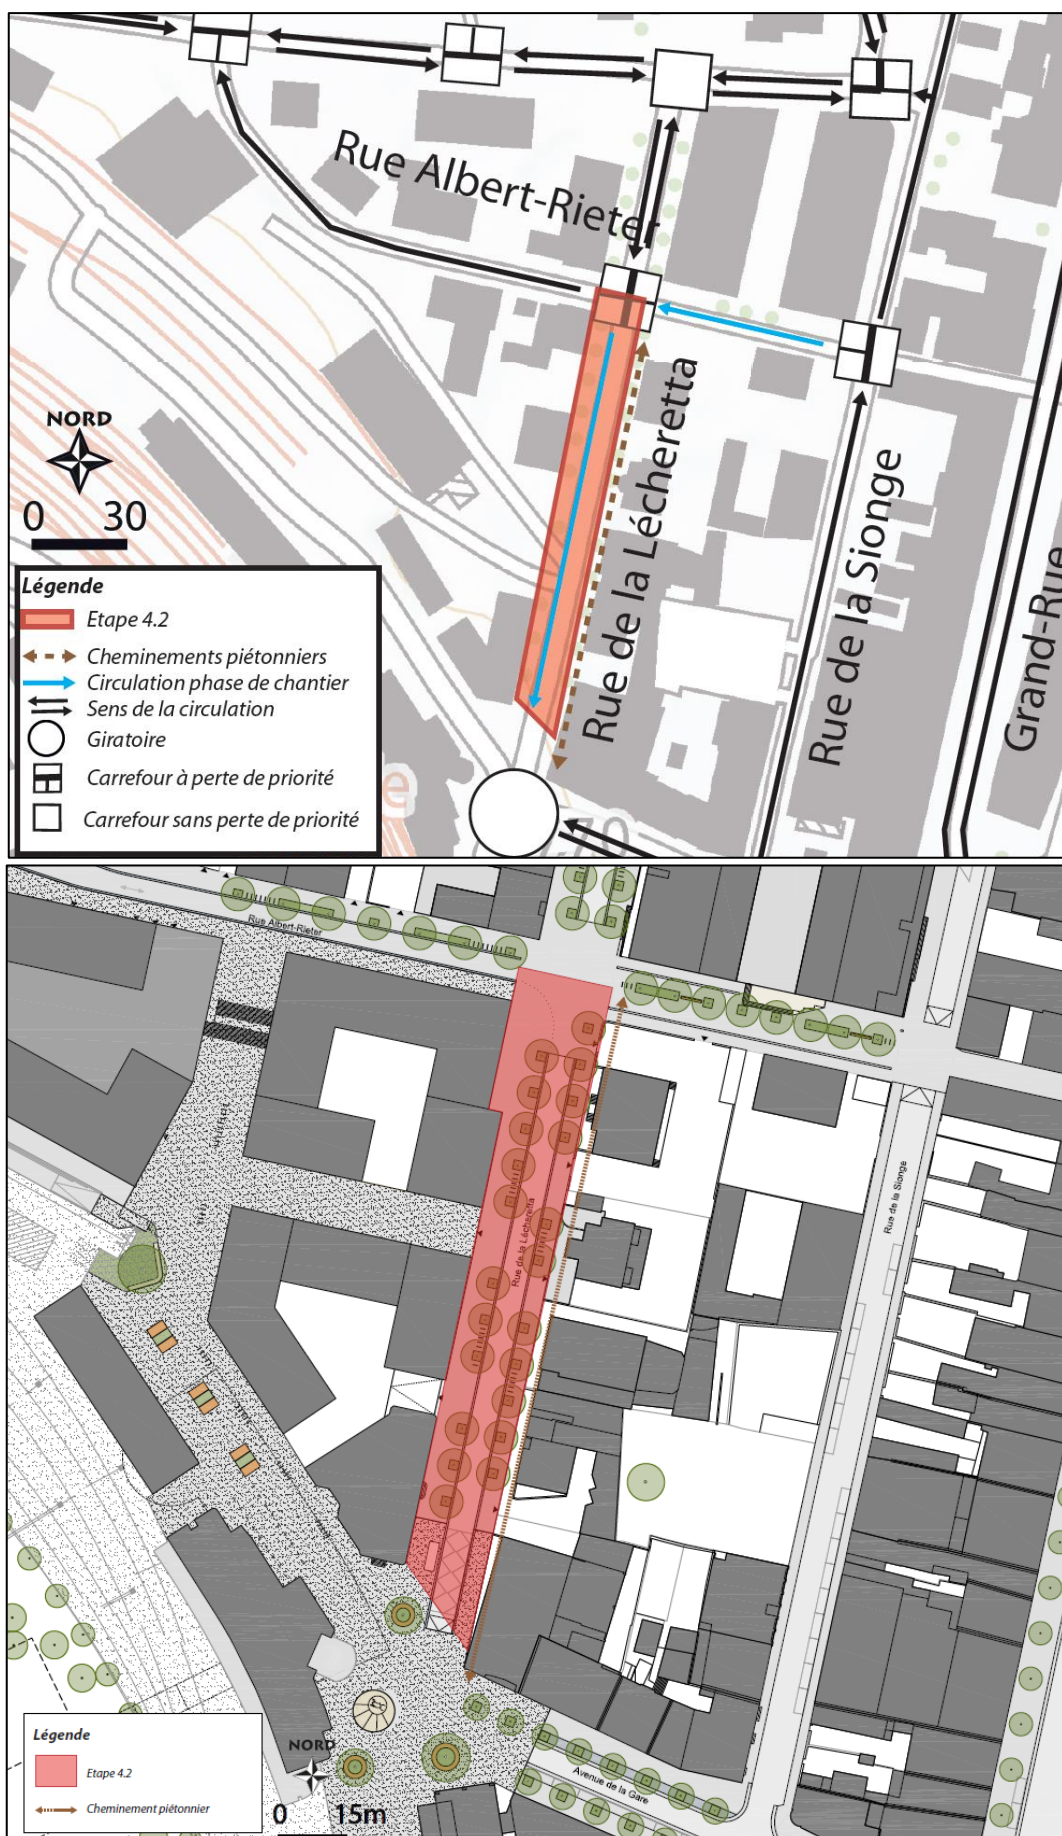 Rue Albert-Rieter
Rue de la Lécheretta
Rue de la Sionge
Grand-Rue
NORD
0 30
Légende
Etape 4.2
Cheminements piétonniers
Circulation phase de chantier
Sens de la circulation
Giratoire
Carrefour à perte de priorité
Carrefour sans perte de priorité
Rue Albert-Rieter
Rue de la Lécheretta
Rue de la Sionge
Avenue de la Gare
Légende
Etape 4.2
Cheminement piétonnier
NORD
0 15m